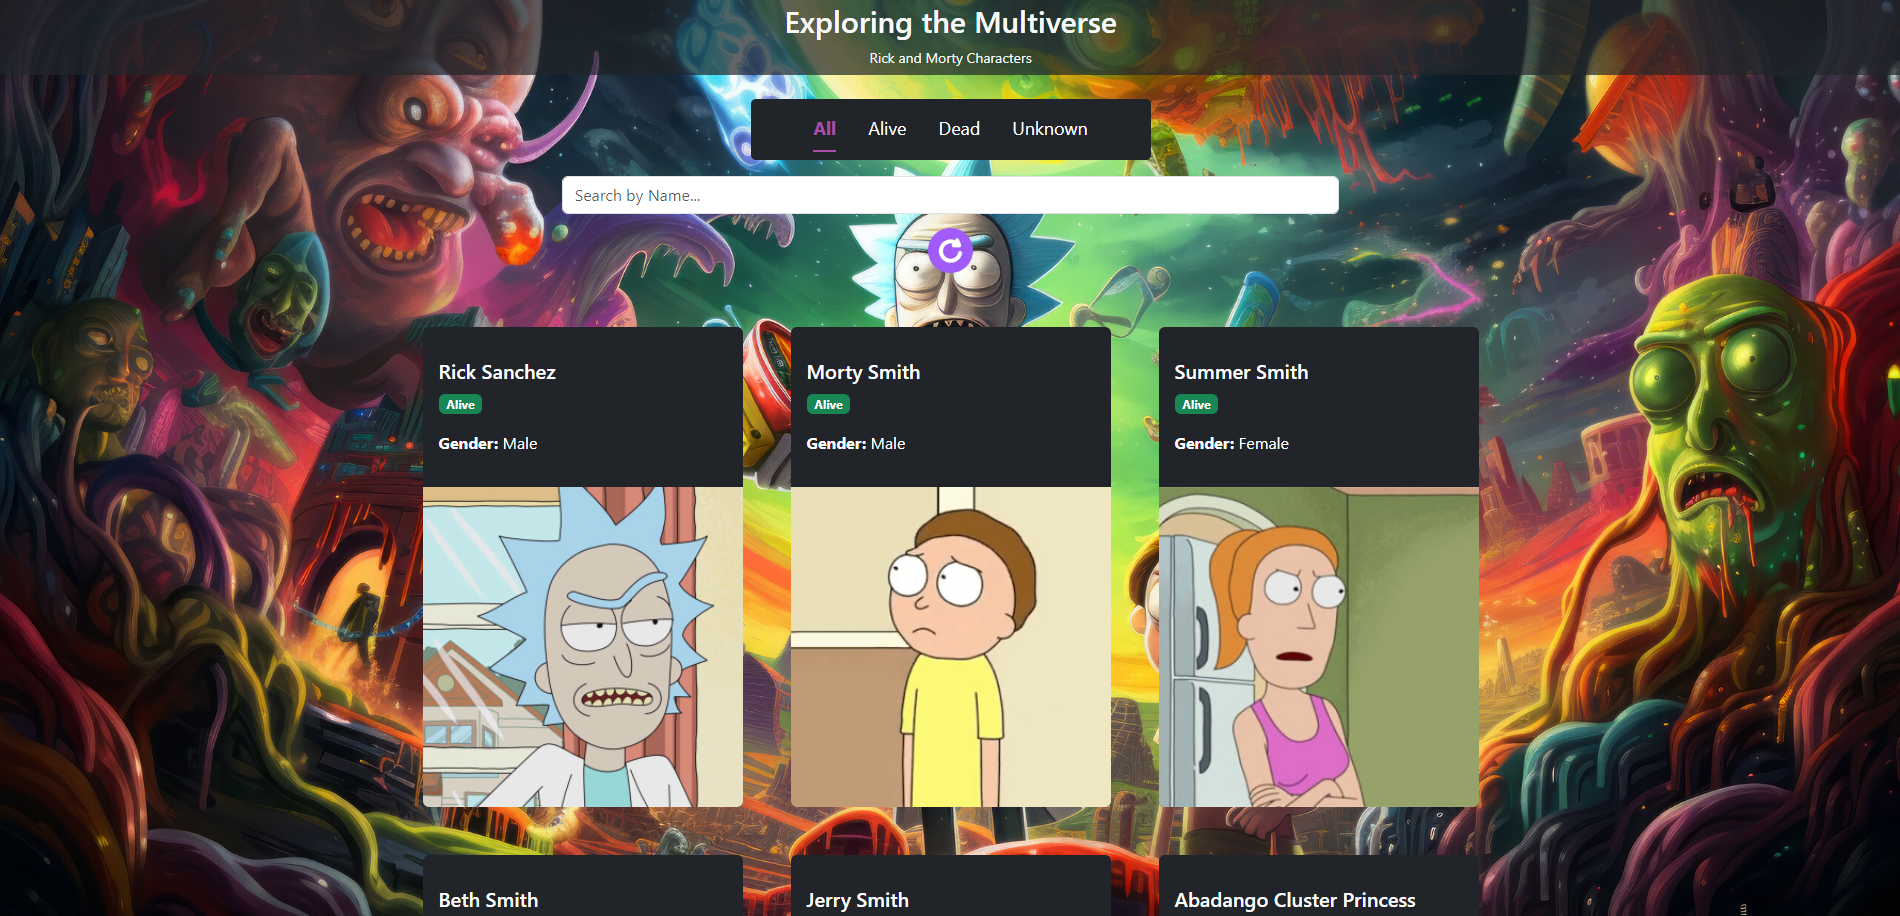 Exploring the Multiverse
Rick and Morty Characters
All Alive Dead Unknown
Search by Name...
Rick Sanchez
Alive
Gender: Male
Morty Smith
Alive
Gender: Male
Summer Smith
Alive
Gender: Female
Beth Smith
Jerry Smith
Abadango Cluster Princess